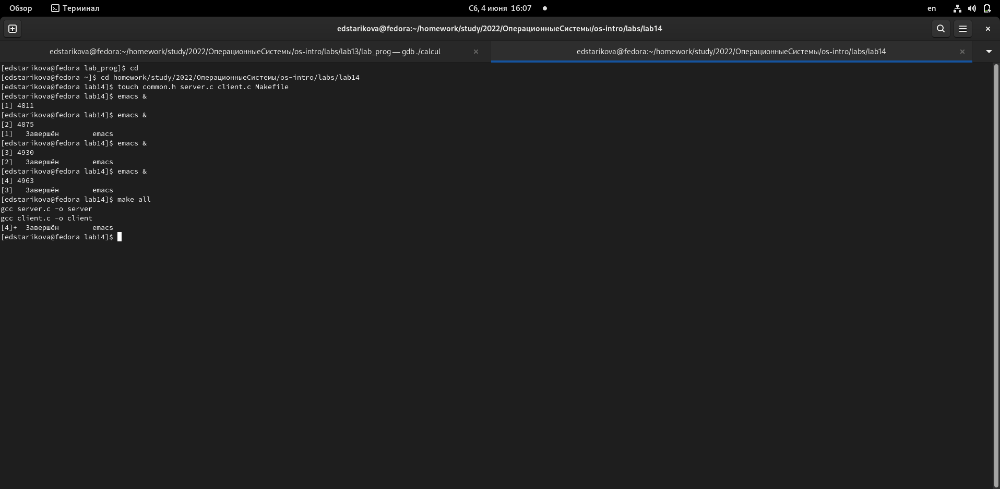 Обзор Терминал Сб, 4 июня 16:07 en
edstarikova@fedora:~/homework/study/2022/ОперационныеСистемы/os-intro/labs/lab14
edstarikova@fedora:~/homework/study/2022/ОперационныеСистемы/os-intro/labs/lab13/lab_prog — gdb ./calcul edstarikova@fedora:~/homework/study/2022/ОперационныеСистемы/os-intro/labs/lab14
[edstarikova@fedora lab_prog]$ cd
[edstarikova@fedora ~]$ cd homework/study/2022/ОперационныеСистемы/os-intro/labs/lab14
[edstarikova@fedora lab14]$ touch common.h server.c client.c Makefile
[edstarikova@fedora lab14]$ emacs &
[1] 4811
[edstarikova@fedora lab14]$ emacs &
[2] 4875
[1]   Завершён        emacs
[edstarikova@fedora lab14]$ emacs &
[3] 4930
[2]   Завершён        emacs
[edstarikova@fedora lab14]$ emacs &
[4] 4963
[3]   Завершён        emacs
[edstarikova@fedora lab14]$ make all
gcc server.c -o server
gcc client.c -o client
[4]+  Завершён        emacs
[edstarikova@fedora lab14]$